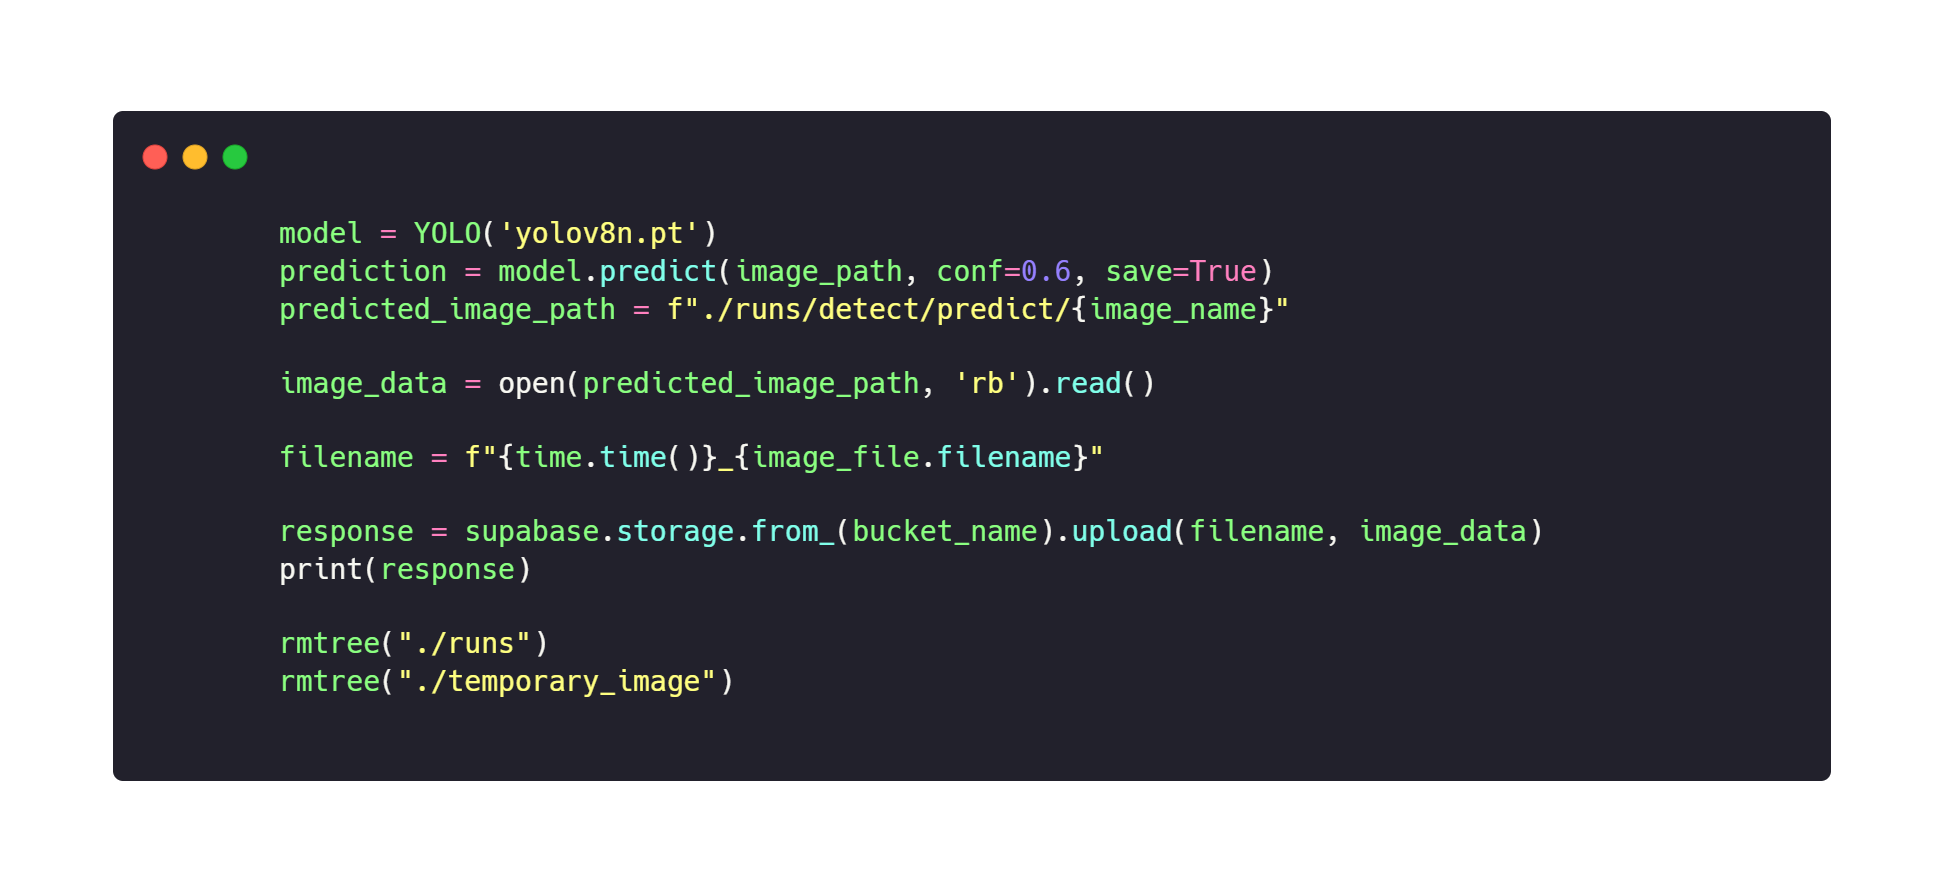 model = YOLO('yolov8n.pt')
prediction = model.predict(image_path, conf=0.6, save=True)
predicted_image_path = f"./runs/detect/predict/{image_name}"
image_data = open(predicted_image_path, 'rb').read()
filename = f"{time.time()}_{image_file.filename}"
response = supabase.storage.from_(bucket_name).upload(filename, image_data)
print(response)
rmtree("./runs")
rmtree("./temporary_image")